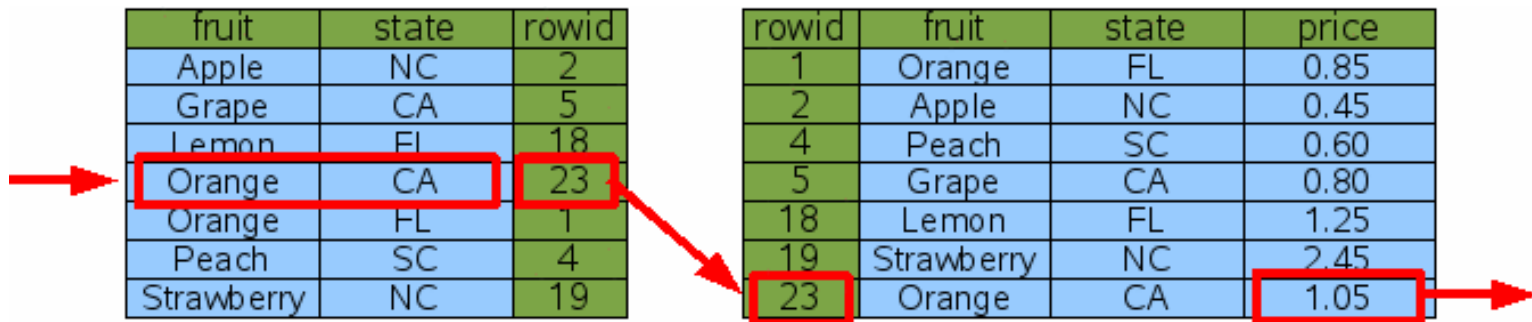 fruit state rowid
Apple NC 2
Grape CA 5
Lemon FL 18
Orange CA 23
Orange FL 1
Peach SC 4
Strawberry NC 19
rowid fruit state price
1 Orange FL 0.85
2 Apple NC 0.45
4 Peach SC 0.60
5 Grape CA 0.80
18 Lemon FL 1.25
19 Strawberry NC 2.45
23 Orange CA 1.05